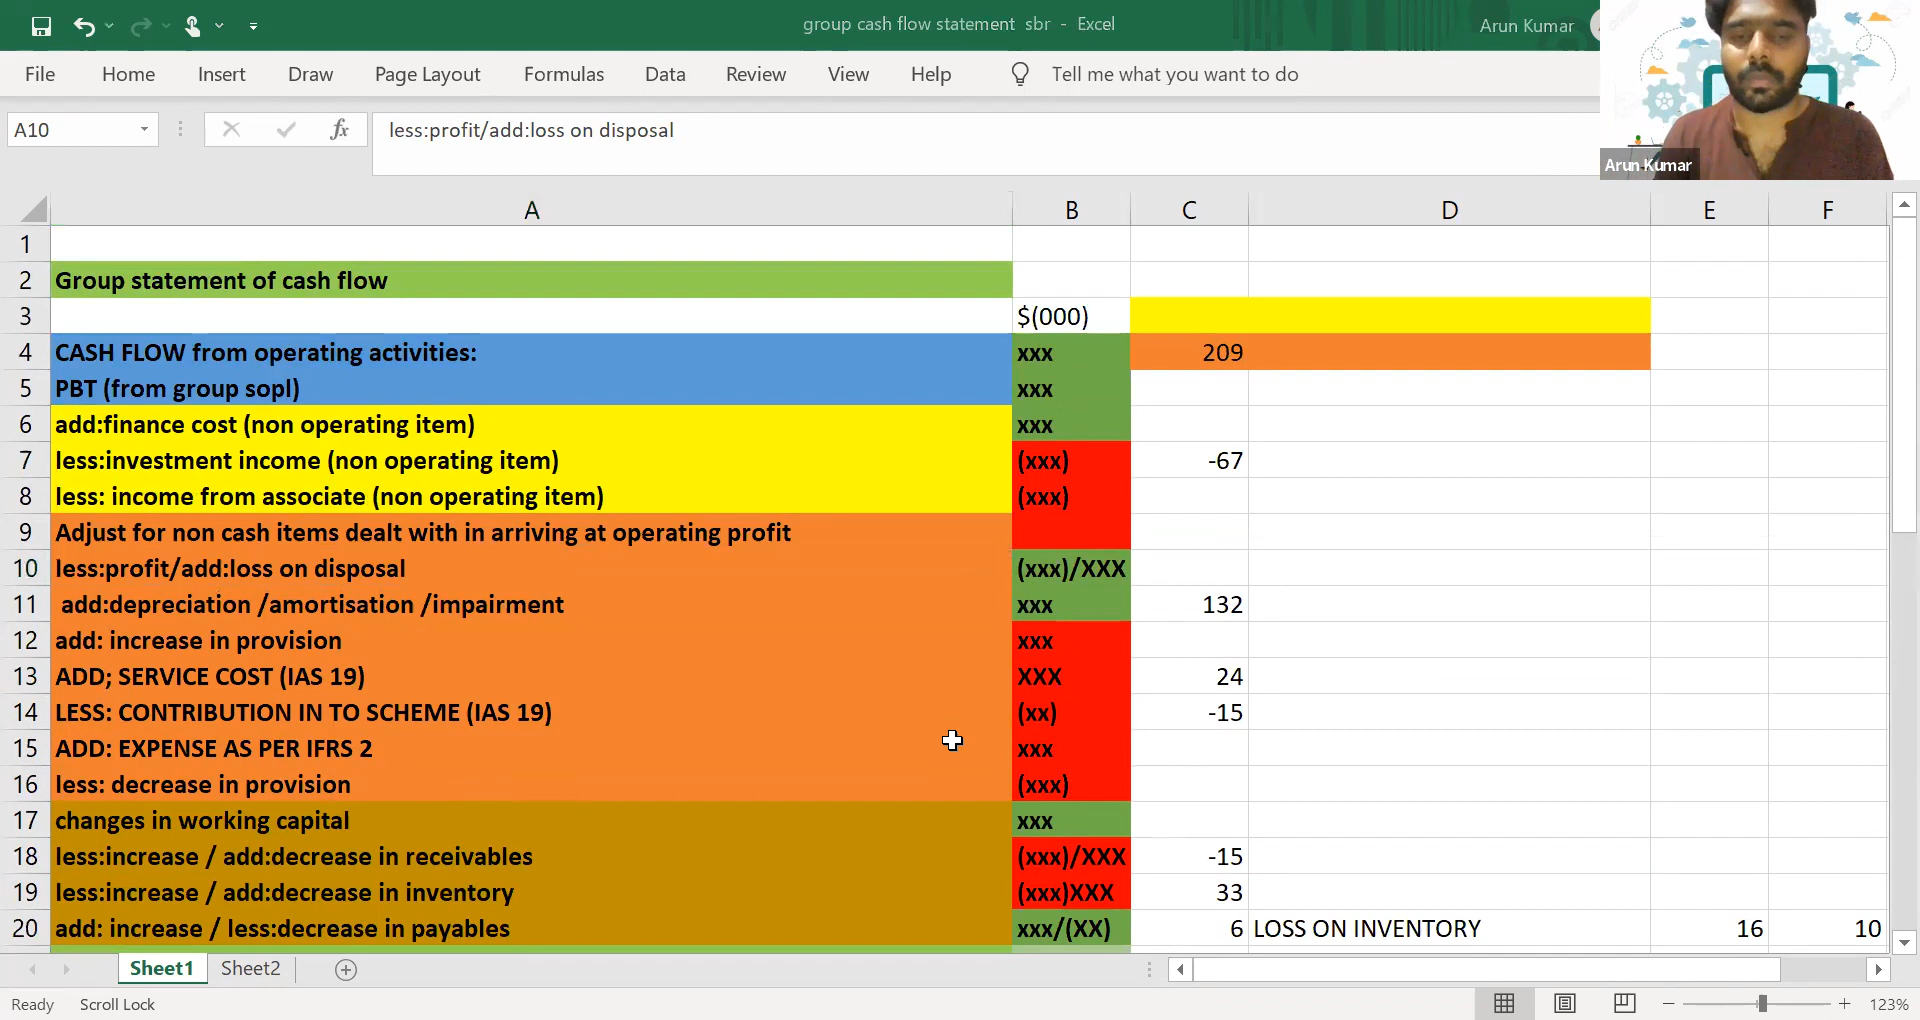 group cash flow statement sbr - Excel
Arun Kumar
File Home Insert Draw Page Layout Formulas Data Review View Help Tell me what you want to do
A10 fx less:profit/add:loss on disposal
Arun Kumar
A B C D E F
1
2 Group statement of cash flow
3 $(000)
4 CASH FLOW from operating activities: xxx 209
5 PBT (from group sopl) xxx
6 add:finance cost (non operating item) xxx
7 less:investment income (non operating item) (xxx) -67
8 less: income from associate (non operating item) (xxx)
9 Adjust for non cash items dealt with in arriving at operating profit
10 less:profit/add:loss on disposal (xxx)/XXX
11 add:depreciation /amortisation /impairment xxx 132
12 add: increase in provision xxx
13 ADD; SERVICE COST (IAS 19) XXX 24
14 LESS: CONTRIBUTION IN TO SCHEME (IAS 19) (xx) -15
15 ADD: EXPENSE AS PER IFRS 2 xxx
16 less: decrease in provision (xxx)
17 changes in working capital xxx
18 less:increase / add:decrease in receivables (xxx)/XXX -15
19 less:increase / add:decrease in inventory (xxx)XXX 33
20 add: increase / less:decrease in payables xxx/(XX) 6 LOSS ON INVENTORY 16 10
Sheet1 Sheet2
Ready Scroll Lock 123%